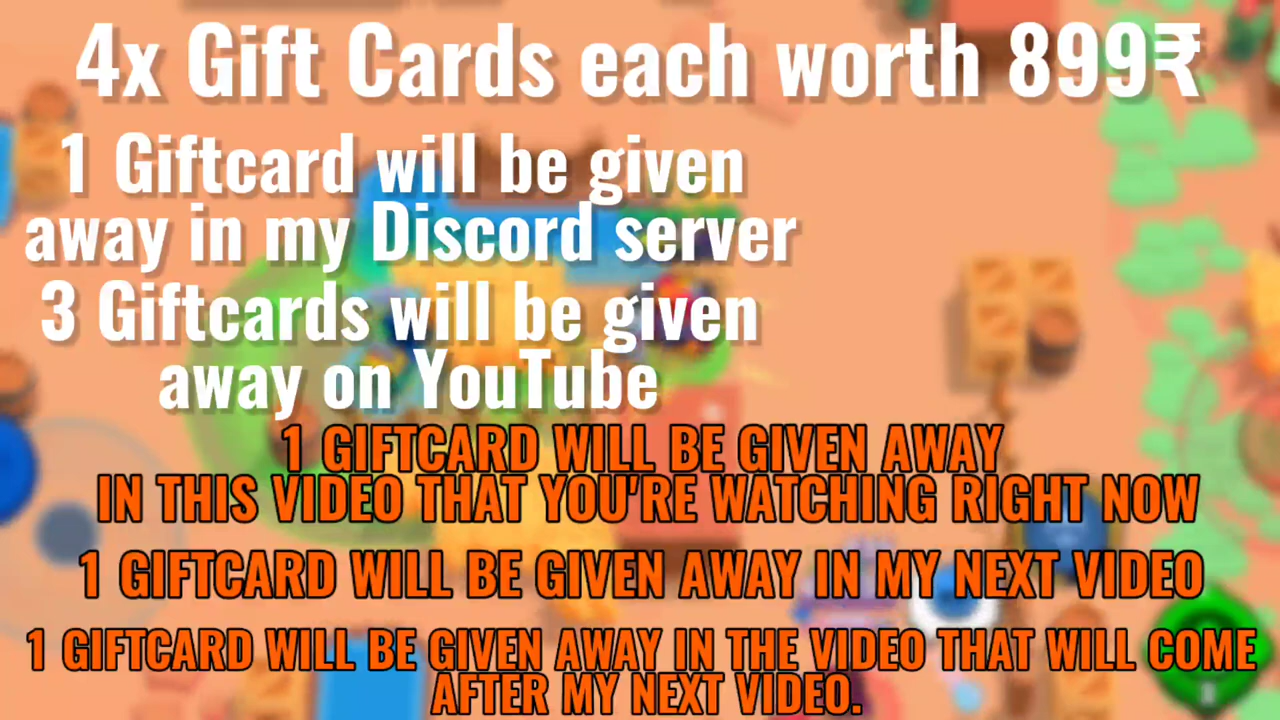 4x Gift Cards each worth 899₹
1 Giftcard will be given
away in my Discord server
3 Giftcards will be given
away on YouTube
1 GIFTCARD WILL BE GIVEN AWAY
IN THIS VIDEO THAT YOU'RE WATCHING RIGHT NOW
1 GIFTCARD WILL BE GIVEN AWAY IN MY NEXT VIDEO
1 GIFTCARD WILL BE GIVEN AWAY IN THE VIDEO THAT WILL COME
AFTER MY NEXT VIDEO.